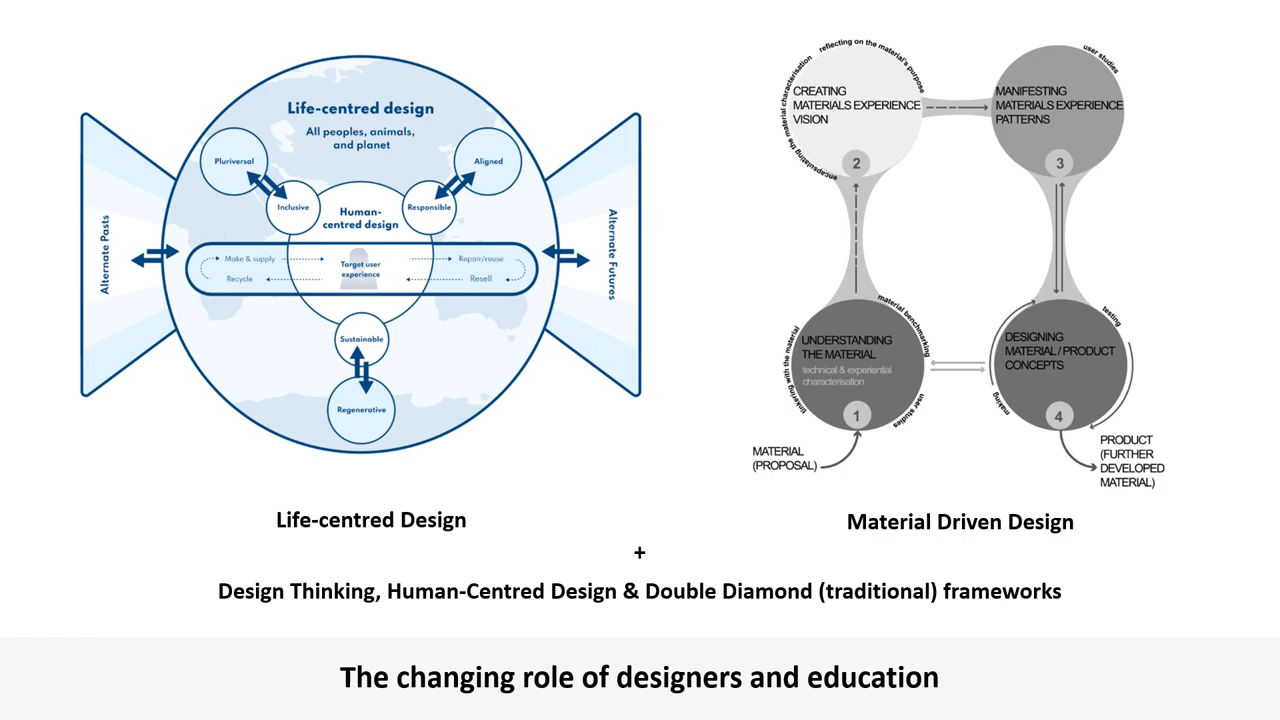 Life-centred design
All peoples, animals,
and planet
Pluriversal
Aligned
Inclusive
Responsible
Human-
centred design
Alternate Pasts
Alternate Futures
Make & supply
Repair/reuse
Target user
experience
Recycle
Resell
Sustainable
Regenerative
encapsulating the material characterisation
reflecting on the material's purpose
CREATING
MATERIALS EXPERIENCE
VISION
2
user studies
MANIFESTING
MATERIALS EXPERIENCE
PATTERNS
3
tinkering with the material
material benchmarking
user studies
UNDERSTANDING
THE MATERIAL
technical & experiential
characterisation
1
testing
making
DESIGNING
MATERIAL / PRODUCT
CONCEPTS
4
MATERIAL
(PROPOSAL)
PRODUCT
(FURTHER
DEVELOPED
MATERIAL)
Life-centred Design
Material Driven Design
+
Design Thinking, Human-Centred Design & Double Diamond (traditional) frameworks
The changing role of designers and education